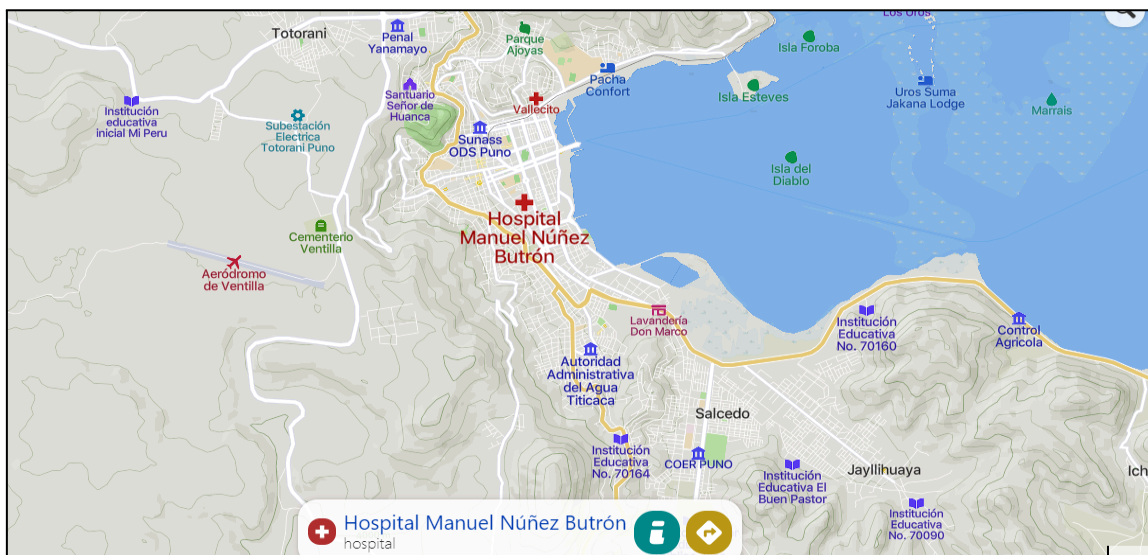 Los Uros
Totorani
Penal
Yanamayo
Parque
Ajoyas
Isla Foroba
Pacha
Confort
Isla Esteves
Uros Suma
Jakana Lodge
Marrais
Institución
educativa
inicial Mi Peru
Santuario
Señor de
Huanca
Vallecito
Subestación
Electrica
Totorani Puno
Sunass
ODS Puno
Isla del
Diablo
Hospital
Manuel Núñez
Butrón
Cementerio
Ventilla
Aeródromo
de Ventilla
Lavandería
Don Marco
Institución
Educativa
No. 70160
Control
Agricola
Autoridad
Administrativa
del Agua
Titicaca
Salcedo
Institución
Educativa
No. 70164
COER PUNO
Institución
Educativa El
Buen Pastor
Jayllihuaya
Ich
Institución
Educativa
No. 70090
Hospital Manuel Núñez Butrón
hospital